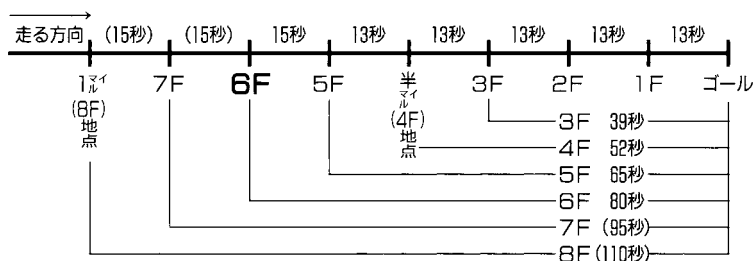 走る方向 (15秒) (15秒) 15秒 13秒 13秒 13秒 13秒 13秒
1マイル(8F)地点 7F 6F 5F 半マイル(4F)地点 3F 2F 1F ゴール
3F 39秒
4F 52秒
5F 65秒
6F 80秒
7F (95秒)
8F (110秒)